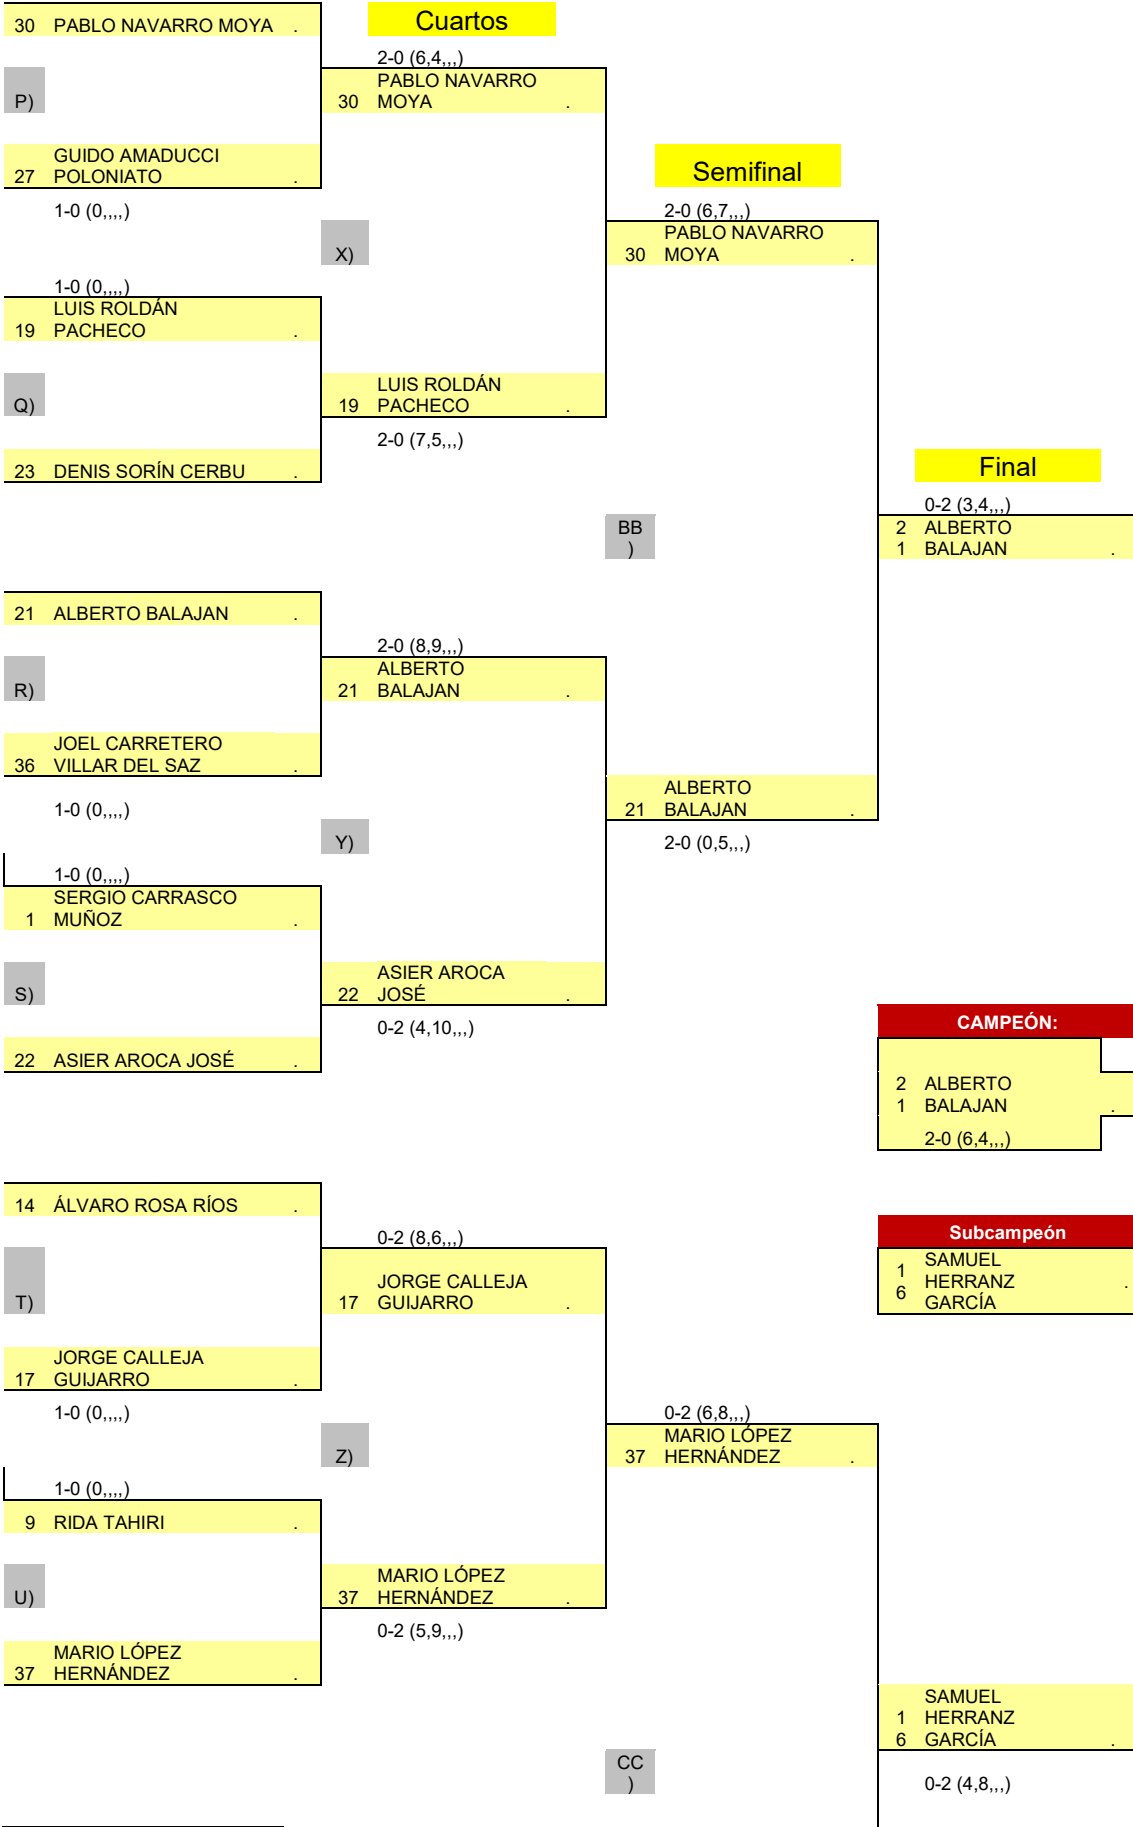 30 PABLO NAVARRO MOYA .
Cuartos
2-0 (6,4,,,)
P)
30 PABLO NAVARRO
MOYA .
27 GUIDO AMADUCCI
POLONIATO .
Semifinal
1-0 (0,,,,)
2-0 (6,7,,,)
X)
30 PABLO NAVARRO
MOYA .
1-0 (0,,,,)
19 LUIS ROLDÁN
PACHECO .
Q)
19 LUIS ROLDÁN
PACHECO .
2-0 (7,5,,,)
23 DENIS SORÍN CERBU .
Final
0-2 (3,4,,,)
BB
)
2 ALBERTO
1 BALAJAN .
21 ALBERTO BALAJAN .
2-0 (8,9,,,)
R)
21 ALBERTO
BALAJAN .
36 JOEL CARRETERO
VILLAR DEL SAZ .
21 ALBERTO
BALAJAN .
1-0 (0,,,,)
Y)
2-0 (0,5,,,)
1-0 (0,,,,)
1 SERGIO CARRASCO
MUÑOZ .
S)
22 ASIER AROCA
JOSÉ .
0-2 (4,10,,,)
CAMPEÓN:
22 ASIER AROCA JOSÉ .
2 ALBERTO
1 BALAJAN .
2-0 (6,4,,,)
14 ÁLVARO ROSA RÍOS .
0-2 (8,6,,,)
Subcampeón
1 SAMUEL
6 HERRANZ .
GARCÍA
T)
17 JORGE CALLEJA
GUIJARRO .
17 JORGE CALLEJA
GUIJARRO .
1-0 (0,,,,)
0-2 (6,8,,,)
Z)
37 MARIO LÓPEZ
HERNÁNDEZ .
1-0 (0,,,,)
9 RIDA TAHIRI .
U)
37 MARIO LÓPEZ
HERNÁNDEZ .
0-2 (5,9,,,)
37 MARIO LÓPEZ
HERNÁNDEZ .
SAMUEL
1 HERRANZ
6 GARCÍA .
CC
)
0-2 (4,8,,,)